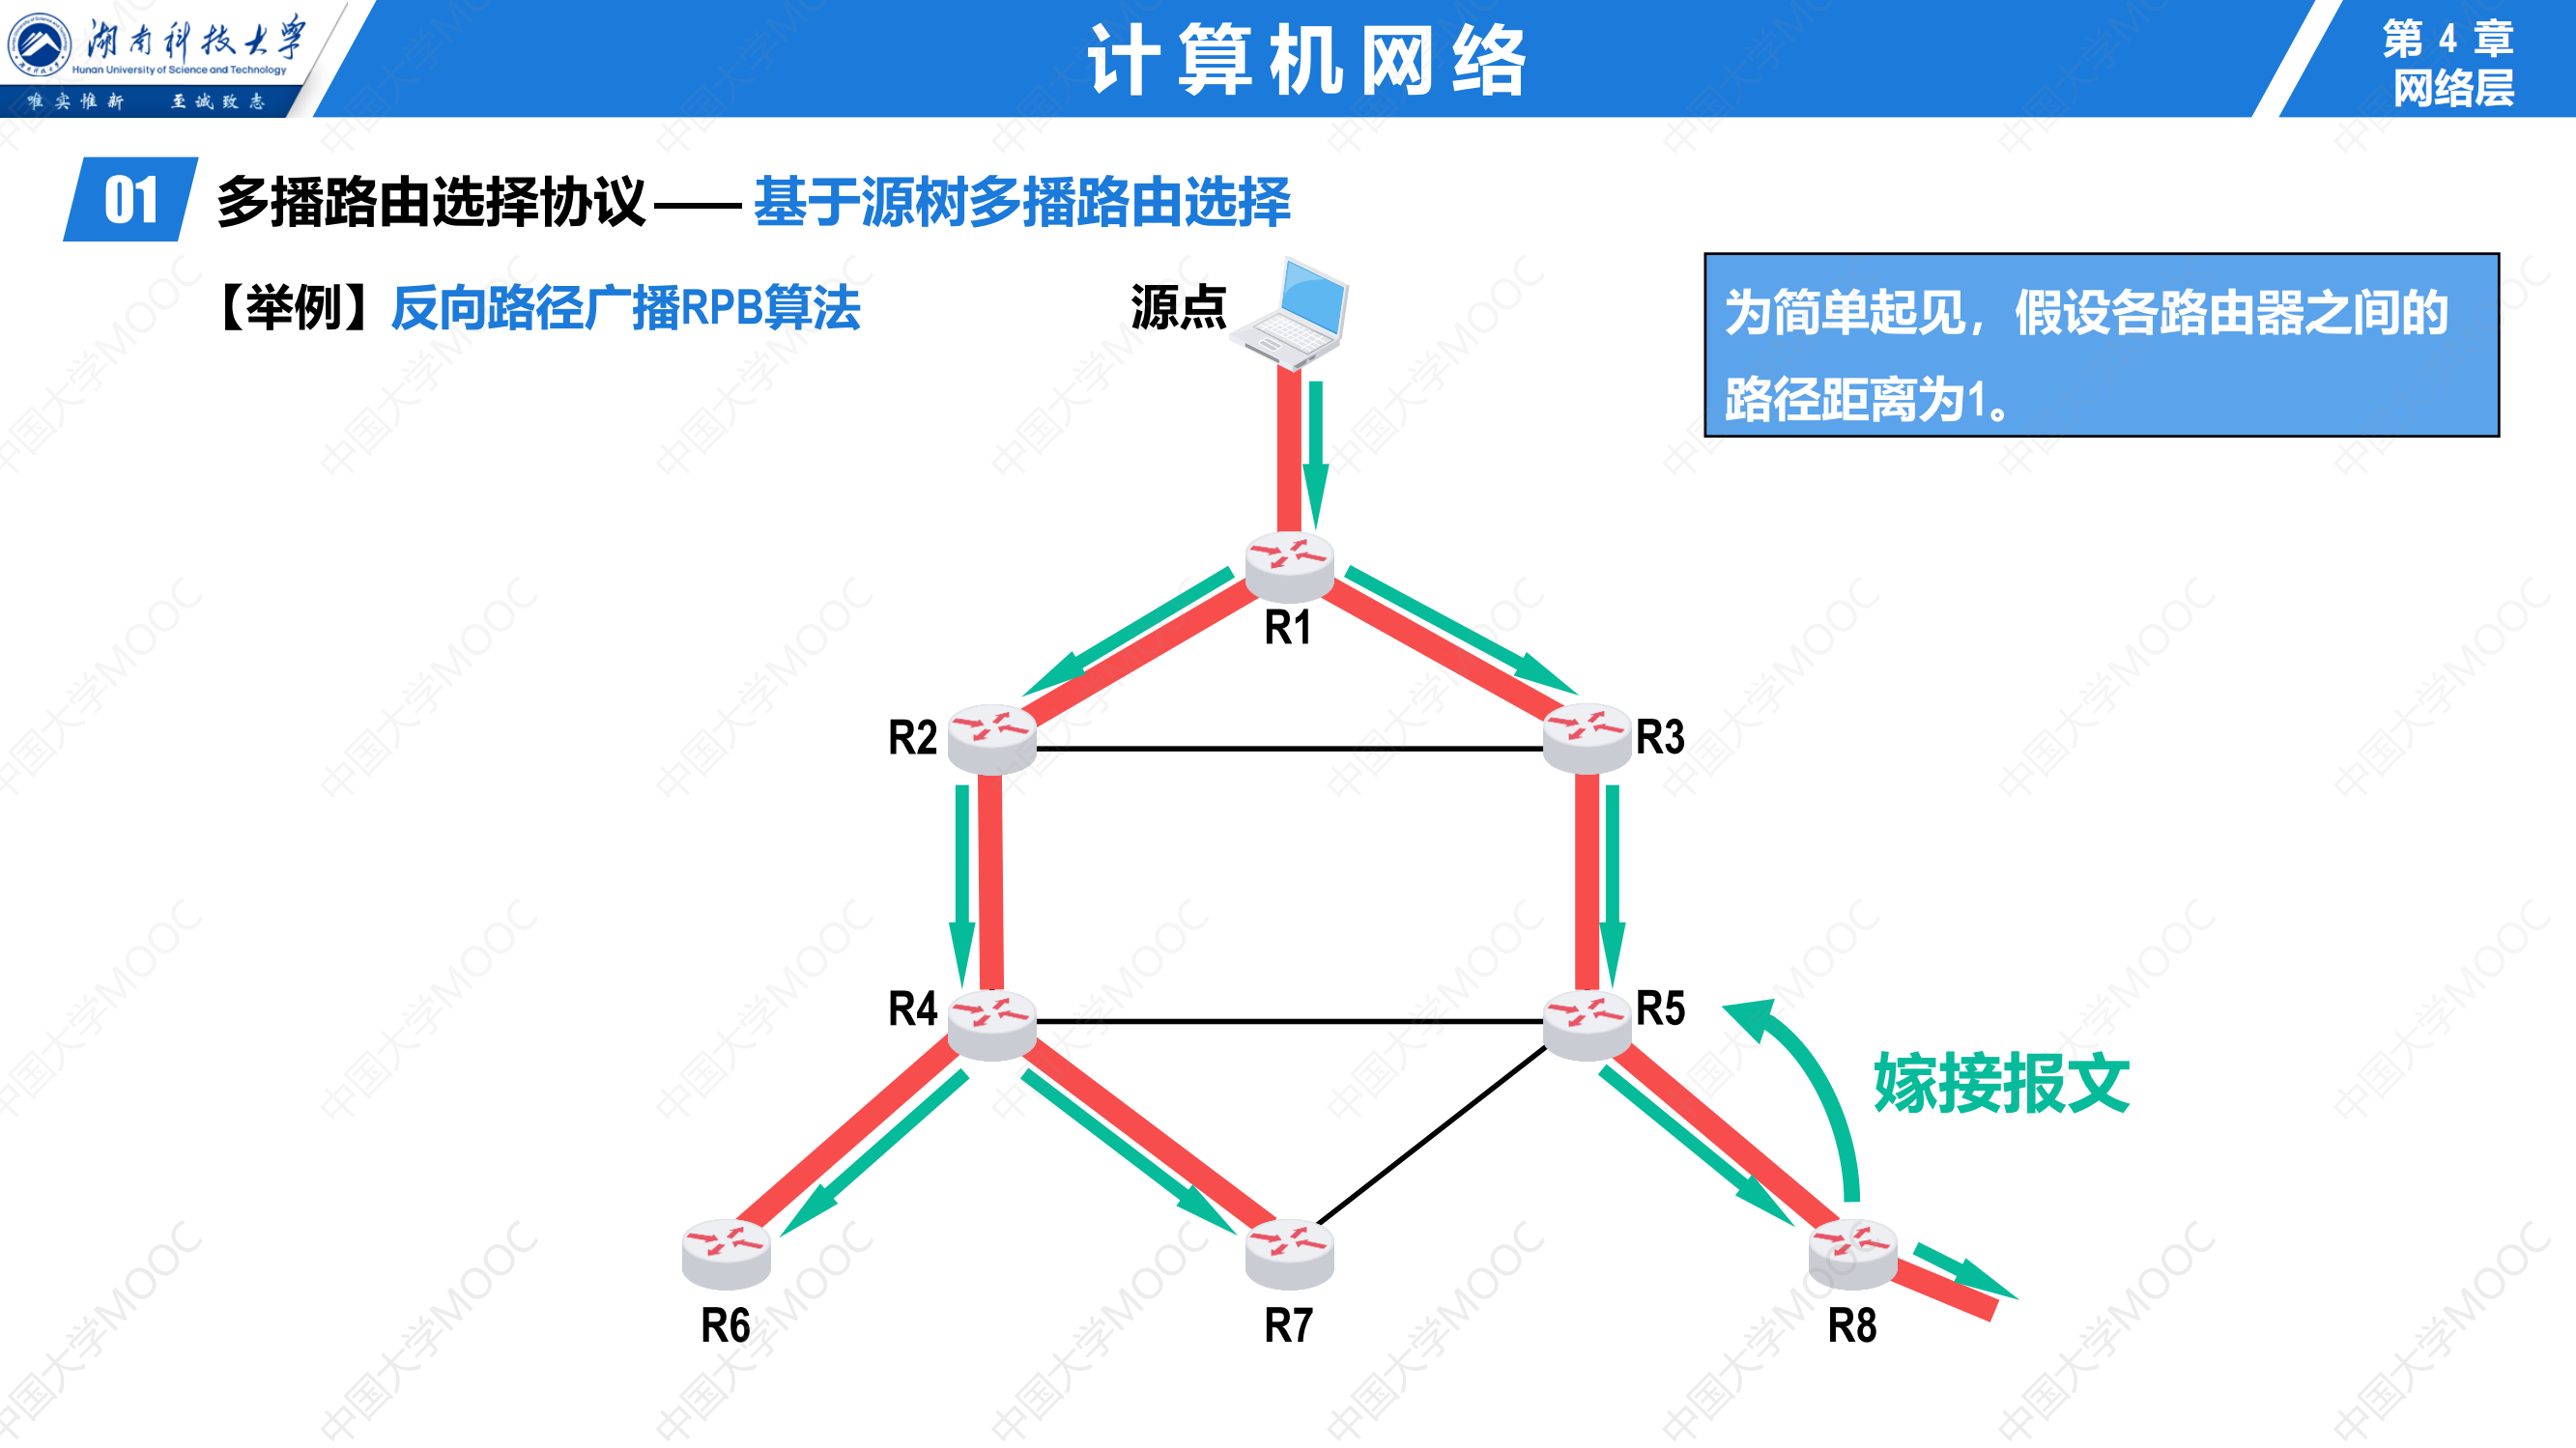 湖南科技大学
Hunan University of Science and Technology
唯实惟新 至诚致志
计算机网络
第 4 章
网络层
01 多播路由选择协议——基于源树多播路由选择
【举例】反向路径广播RPB算法
源点
为简单起见，假设各路由器之间的
路径距离为1。
R1
R2
R3
R4
R5
嫁接报文
R6
R7
R8
中国大学MOOC